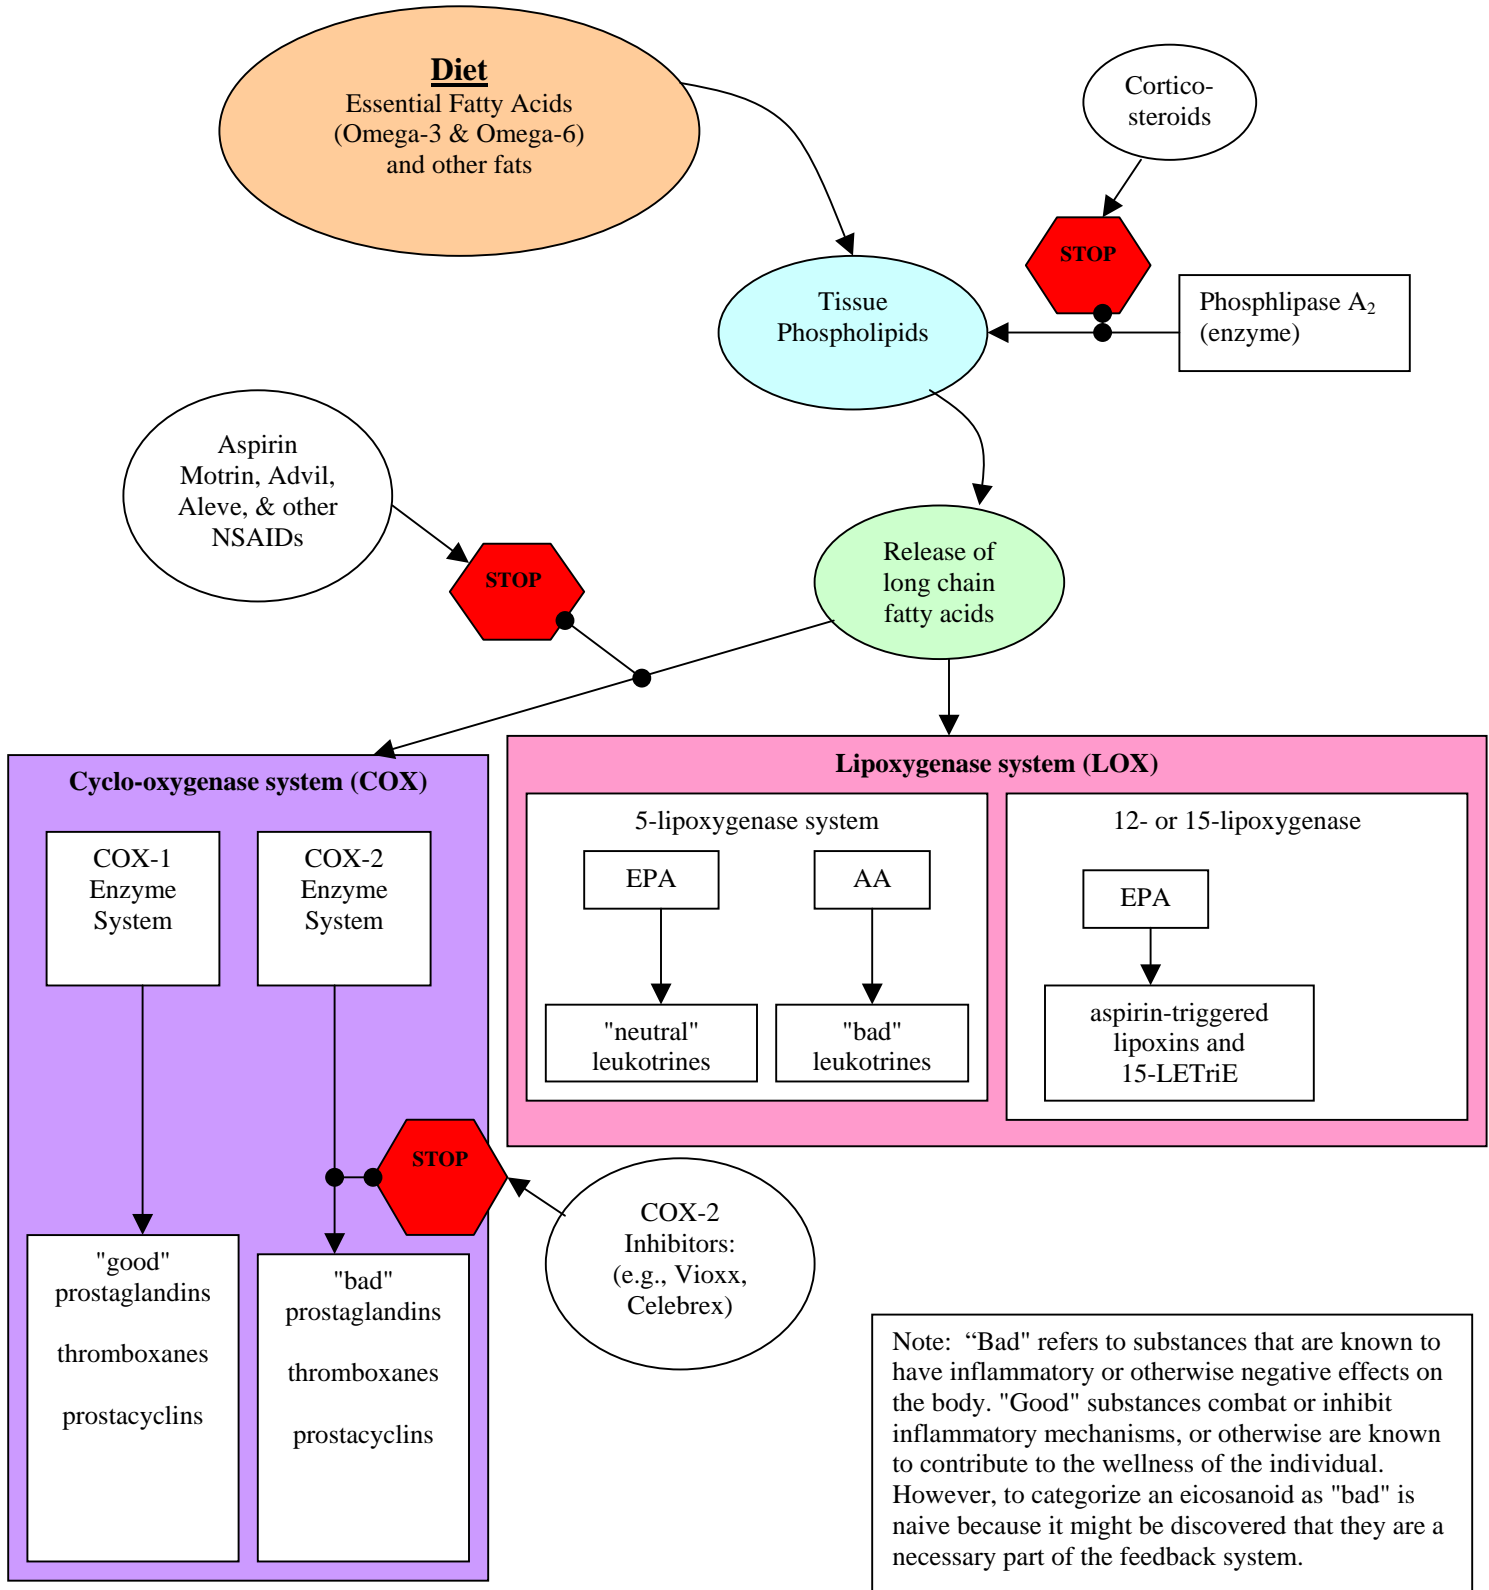 Diet
Essential Fatty Acids
(Omega-3 & Omega-6)
and other fats
Cortico-
steroids
STOP
Tissue
Phospholipids
Phosphlipase A₂
(enzyme)
Aspirin
Motrin, Advil,
Aleve, & other
NSAIDs
STOP
Release of
long chain
fatty acids
Cyclo-oxygenase system (COX)
COX-1
Enzyme
System
COX-2
Enzyme
System
"good"
prostaglandins
thromboxanes
prostacyclins
"bad"
prostaglandins
thromboxanes
prostacyclins
STOP
COX-2
Inhibitors:
(e.g., Vioxx,
Celebrex)
Lipoxygenase system (LOX)
5-lipoxygenase system
EPA
AA
"neutral"
leukotrines
"bad"
leukotrines
12- or 15-lipoxygenase
EPA
aspirin-triggered
lipoxins and
15-LETriE
Note:  “Bad" refers to substances that are known to
have inflammatory or otherwise negative effects on
the body. "Good" substances combat or inhibit
inflammatory mechanisms, or otherwise are known
to contribute to the wellness of the individual.
However, to categorize an eicosanoid as "bad" is
naive because it might be discovered that they are a
necessary part of the feedback system.